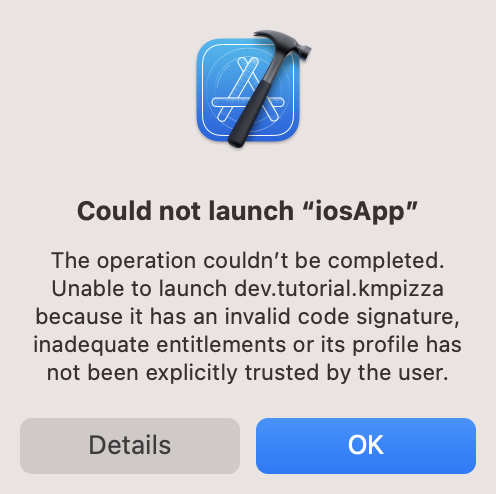 Could not launch “iosApp”
The operation couldn’t be completed.
Unable to launch dev.tutorial.kmpizza
because it has an invalid code signature,
inadequate entitlements or its profile has
not been explicitly trusted by the user.
Details
OK